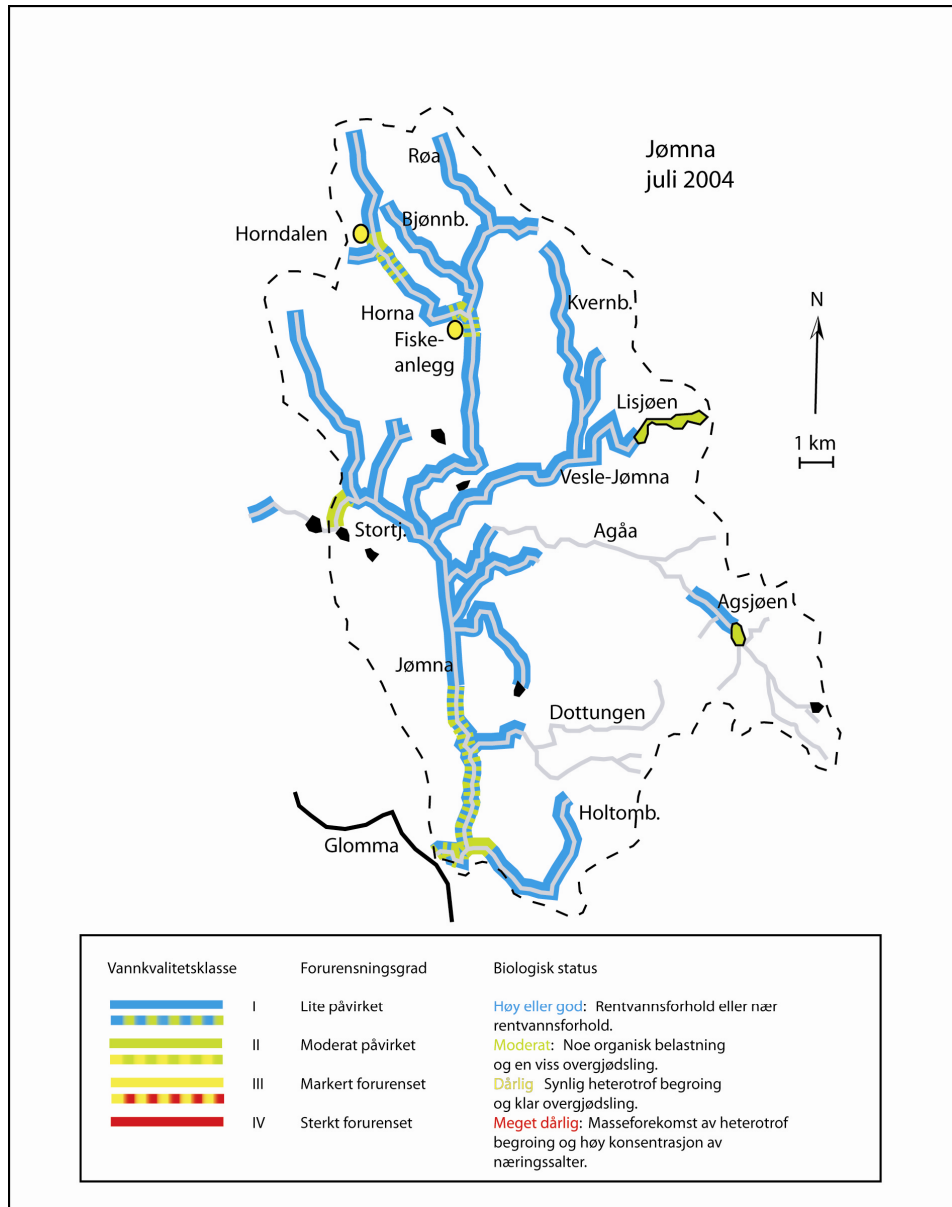 Jømna
juli 2004
Røa
Bjønnb.
Horndalen
Kvernb.
N
Horna
Fiske-
anlegg
Lisjøen
1 km
Vesle-Jømna
Stortj.
Agåa
Agsjøen
Jømna
Dottungen
Holtomb.
Glomma
Vannkvalitetsklasse
Forurensningsgrad
Biologisk status
I
Lite påvirket
Høy eller god: Rentvannsforhold eller nær
rentvannsforhold.
II
Moderat påvirket
Moderat: Noe organisk belastning
og en viss overgjødsling.
III
Markert forurenset
Dårlig Synlig heterotrof begroing
og klar overgjødsling.
IV
Sterkt forurenset
Meget dårlig: Masseforekomst av heterotrof
begroing og høy konsentrasjon av
næringssalter.